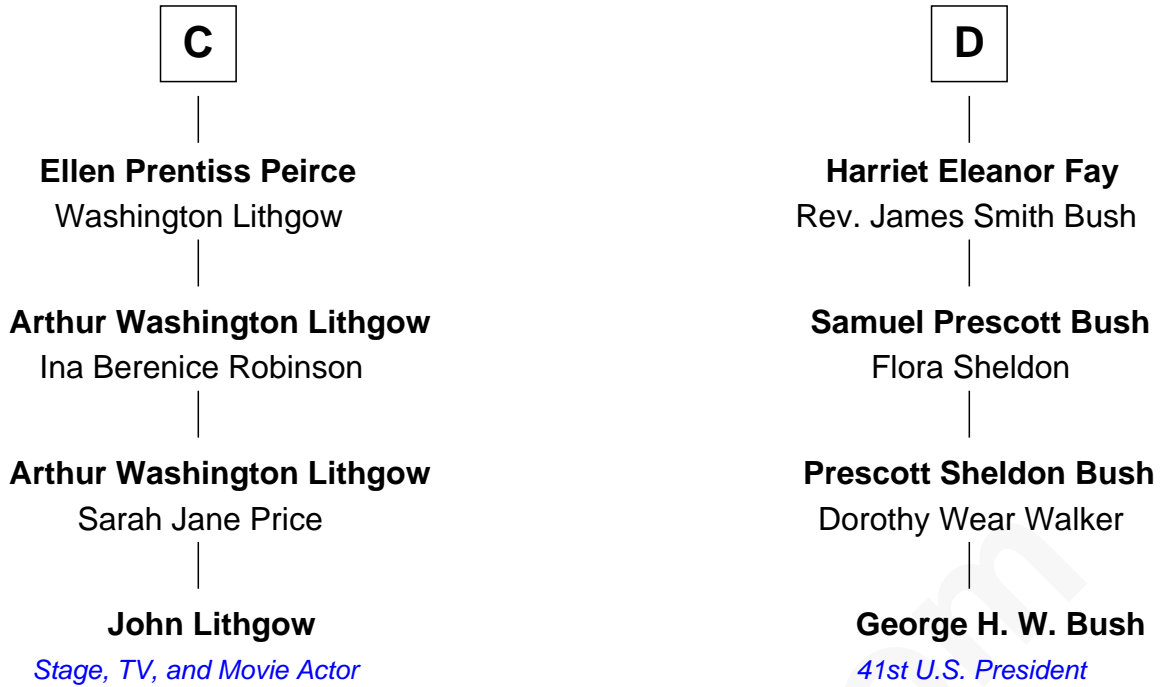 C
Ellen Prentiss Peirce
Washington Lithgow
Arthur Washington Lithgow
Ina Berenice Robinson
Arthur Washington Lithgow
Sarah Jane Price
John Lithgow
Stage, TV, and Movie Actor
D
Harriet Eleanor Fay
Rev. James Smith Bush
Samuel Prescott Bush
Flora Sheldon
Prescott Sheldon Bush
Dorothy Wear Walker
George H. W. Bush
41st U.S. President